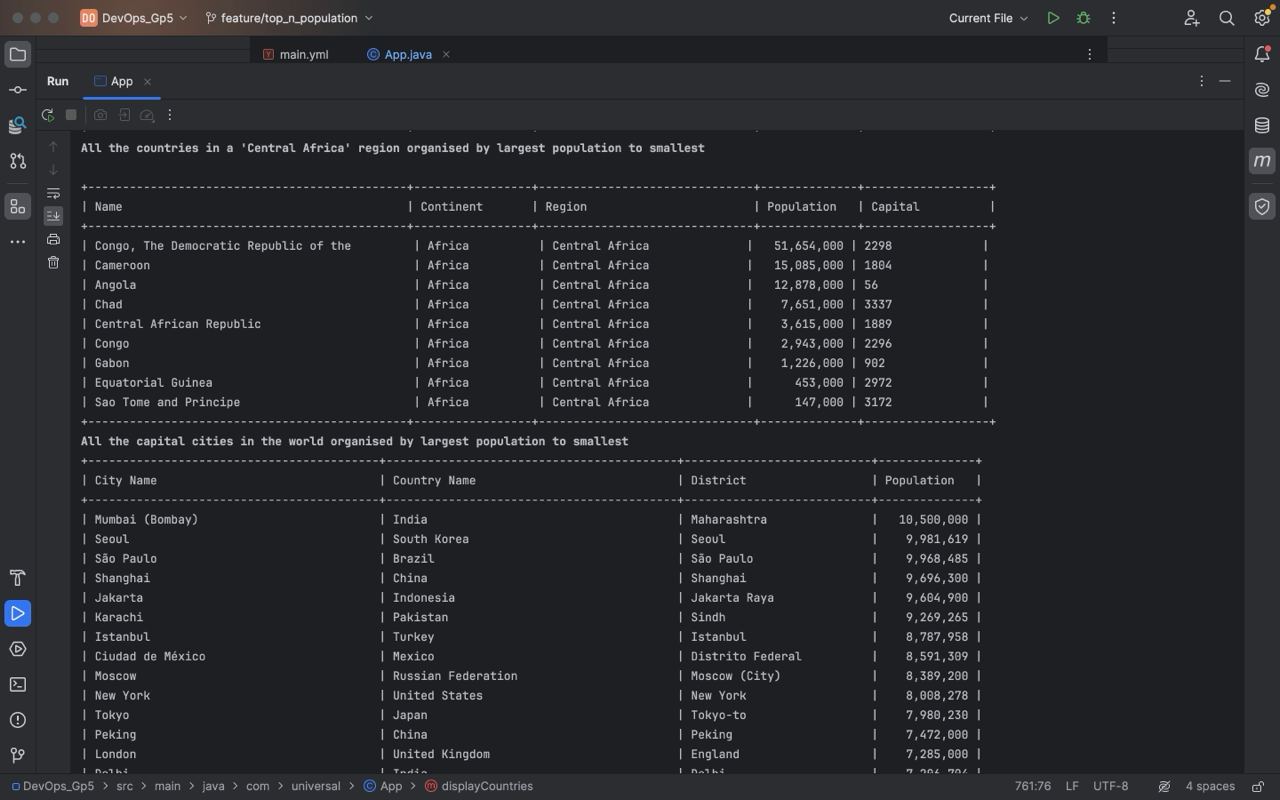 DO DevOps_Gp5 feature/top_n_population Current File
main.yml App.java
Run App
All the countries in a 'Central Africa' region organised by largest population to smallest
| Name | Continent | Region | Population | Capital |
| Congo, The Democratic Republic of the | Africa | Central Africa | 51,654,000 | 2298 |
| Cameroon | Africa | Central Africa | 15,085,000 | 1804 |
| Angola | Africa | Central Africa | 12,878,000 | 56 |
| Chad | Africa | Central Africa | 7,651,000 | 3337 |
| Central African Republic | Africa | Central Africa | 3,615,000 | 1889 |
| Congo | Africa | Central Africa | 2,943,000 | 2296 |
| Gabon | Africa | Central Africa | 1,226,000 | 902 |
| Equatorial Guinea | Africa | Central Africa | 453,000 | 2972 |
| Sao Tome and Principe | Africa | Central Africa | 147,000 | 3172 |
All the capital cities in the world organised by largest population to smallest
| City Name | Country Name | District | Population |
| Mumbai (Bombay) | India | Maharashtra | 10,500,000 |
| Seoul | South Korea | Seoul | 9,981,619 |
| São Paulo | Brazil | São Paulo | 9,968,485 |
| Shanghai | China | Shanghai | 9,696,300 |
| Jakarta | Indonesia | Jakarta Raya | 9,604,900 |
| Karachi | Pakistan | Sindh | 9,269,265 |
| Istanbul | Turkey | Istanbul | 8,787,958 |
| Ciudad de México | Mexico | Distrito Federal | 8,591,309 |
| Moscow | Russian Federation | Moscow (City) | 8,389,200 |
| New York | United States | New York | 8,008,278 |
| Tokyo | Japan | Tokyo-to | 7,980,230 |
| Peking | China | Peking | 7,472,000 |
| London | United Kingdom | England | 7,285,000 |
| Delhi | India | Delhi |
DevOps_Gp5 > src > main > java > com > universal > App > displayCountries 761:76 LF UTF-8 4 spaces